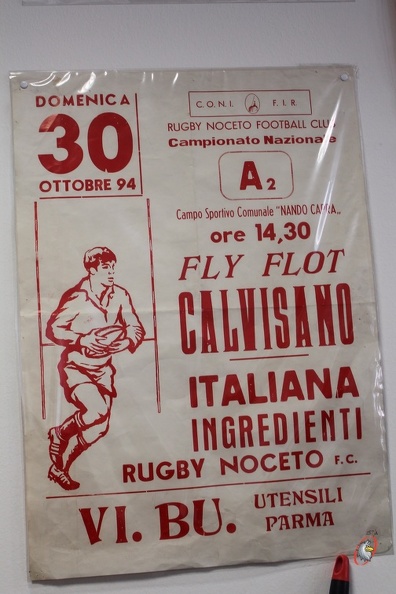 DOMENICA
30
OTTOBRE 94
C.O.N.I. F.I.R.
RUGBY NOCETO FOOTBALL CLUB
Campionato Nazionale
A2
Campo Sportivo Comunale "NANDO CAPRA„
ore 14,30
FLY FLOT
CALVISANO
ITALIANA
INGREDIENTI
RUGBY NOCETO F.C.
VI. BU. UTENSILI
PARMA